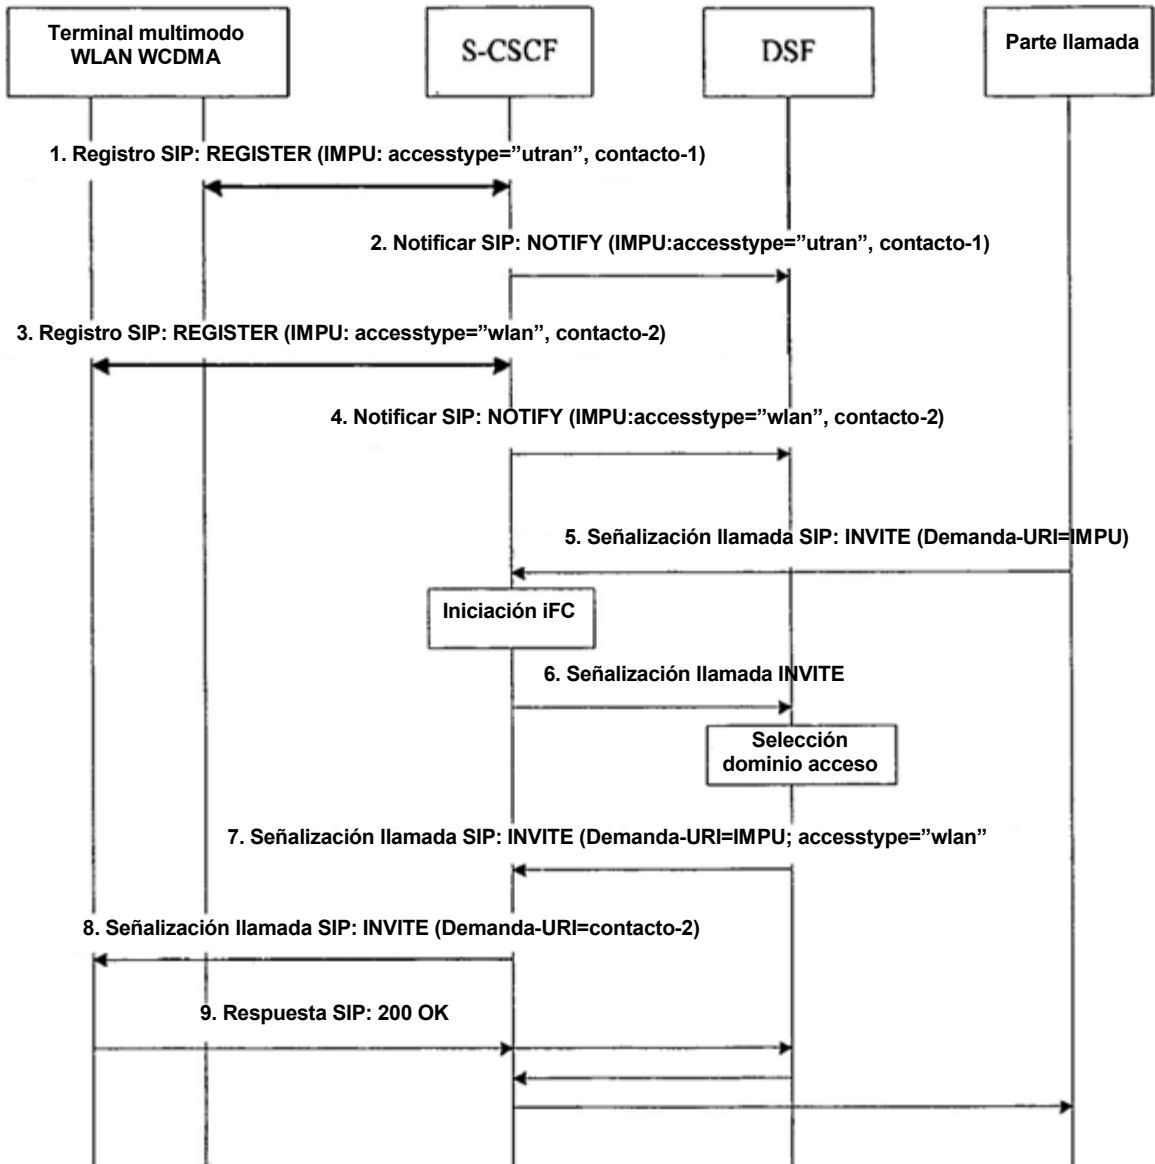 Terminal multimodo
WLAN WCDMA
S-CSCF
DSF
Parte llamada
1. Registro SIP: REGISTER (IMPU: accesstype=”utran”, contacto-1)
2. Notificar SIP: NOTIFY (IMPU:accesstype=”utran”, contacto-1)
3. Registro SIP: REGISTER (IMPU: accesstype=”wlan”, contacto-2)
4. Notificar SIP: NOTIFY (IMPU:accesstype=”wlan”, contacto-2)
5. Señalización llamada SIP: INVITE (Demanda-URI=IMPU)
Iniciación iFC
6. Señalización llamada INVITE
Selección
dominio acceso
7. Señalización llamada SIP: INVITE (Demanda-URI=IMPU; accesstype=”wlan”
8. Señalización llamada SIP: INVITE (Demanda-URI=contacto-2)
9. Respuesta SIP: 200 OK